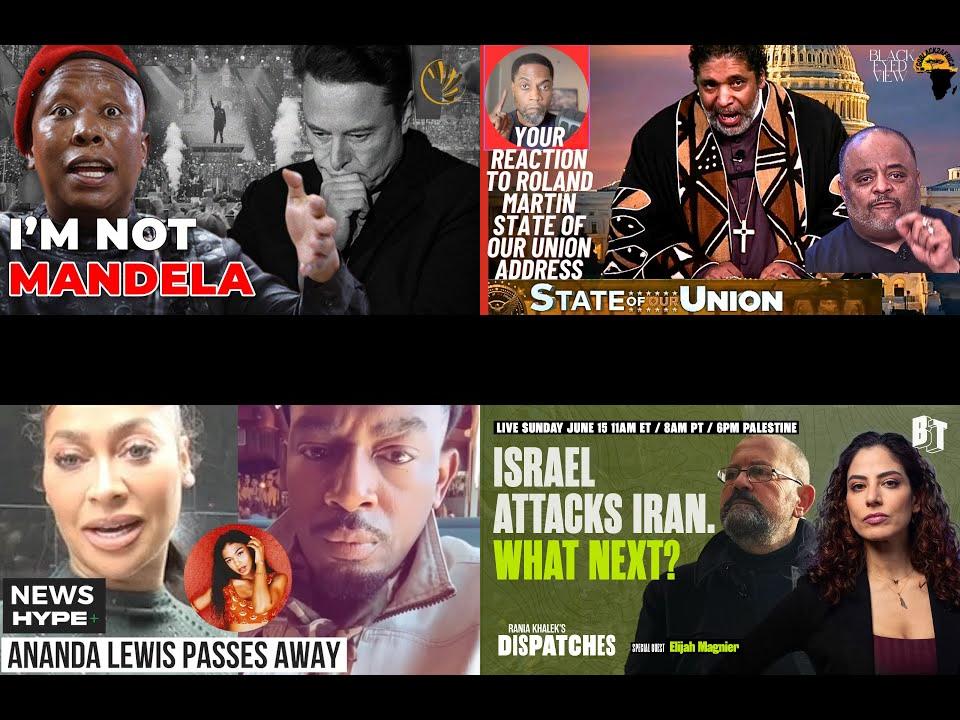 I'M NOT
MANDELA
YOUR
REACTION
TO ROLAND
MARTIN
STATE OF
OUR UNION
ADDRESS
BLACK
EYED
VIEW
STATE OF OUR UNION
NEWS
HYPE+
ANANDA LEWIS PASSES AWAY
LIVE SUNDAY JUNE 15 11AM ET / 8AM PT / 6PM PALESTINE
BT
ISRAEL
ATTACKS IRAN.
WHAT NEXT?
RANIA KHALEK'S
DISPATCHES
SPECIAL GUEST Elijah Magnier